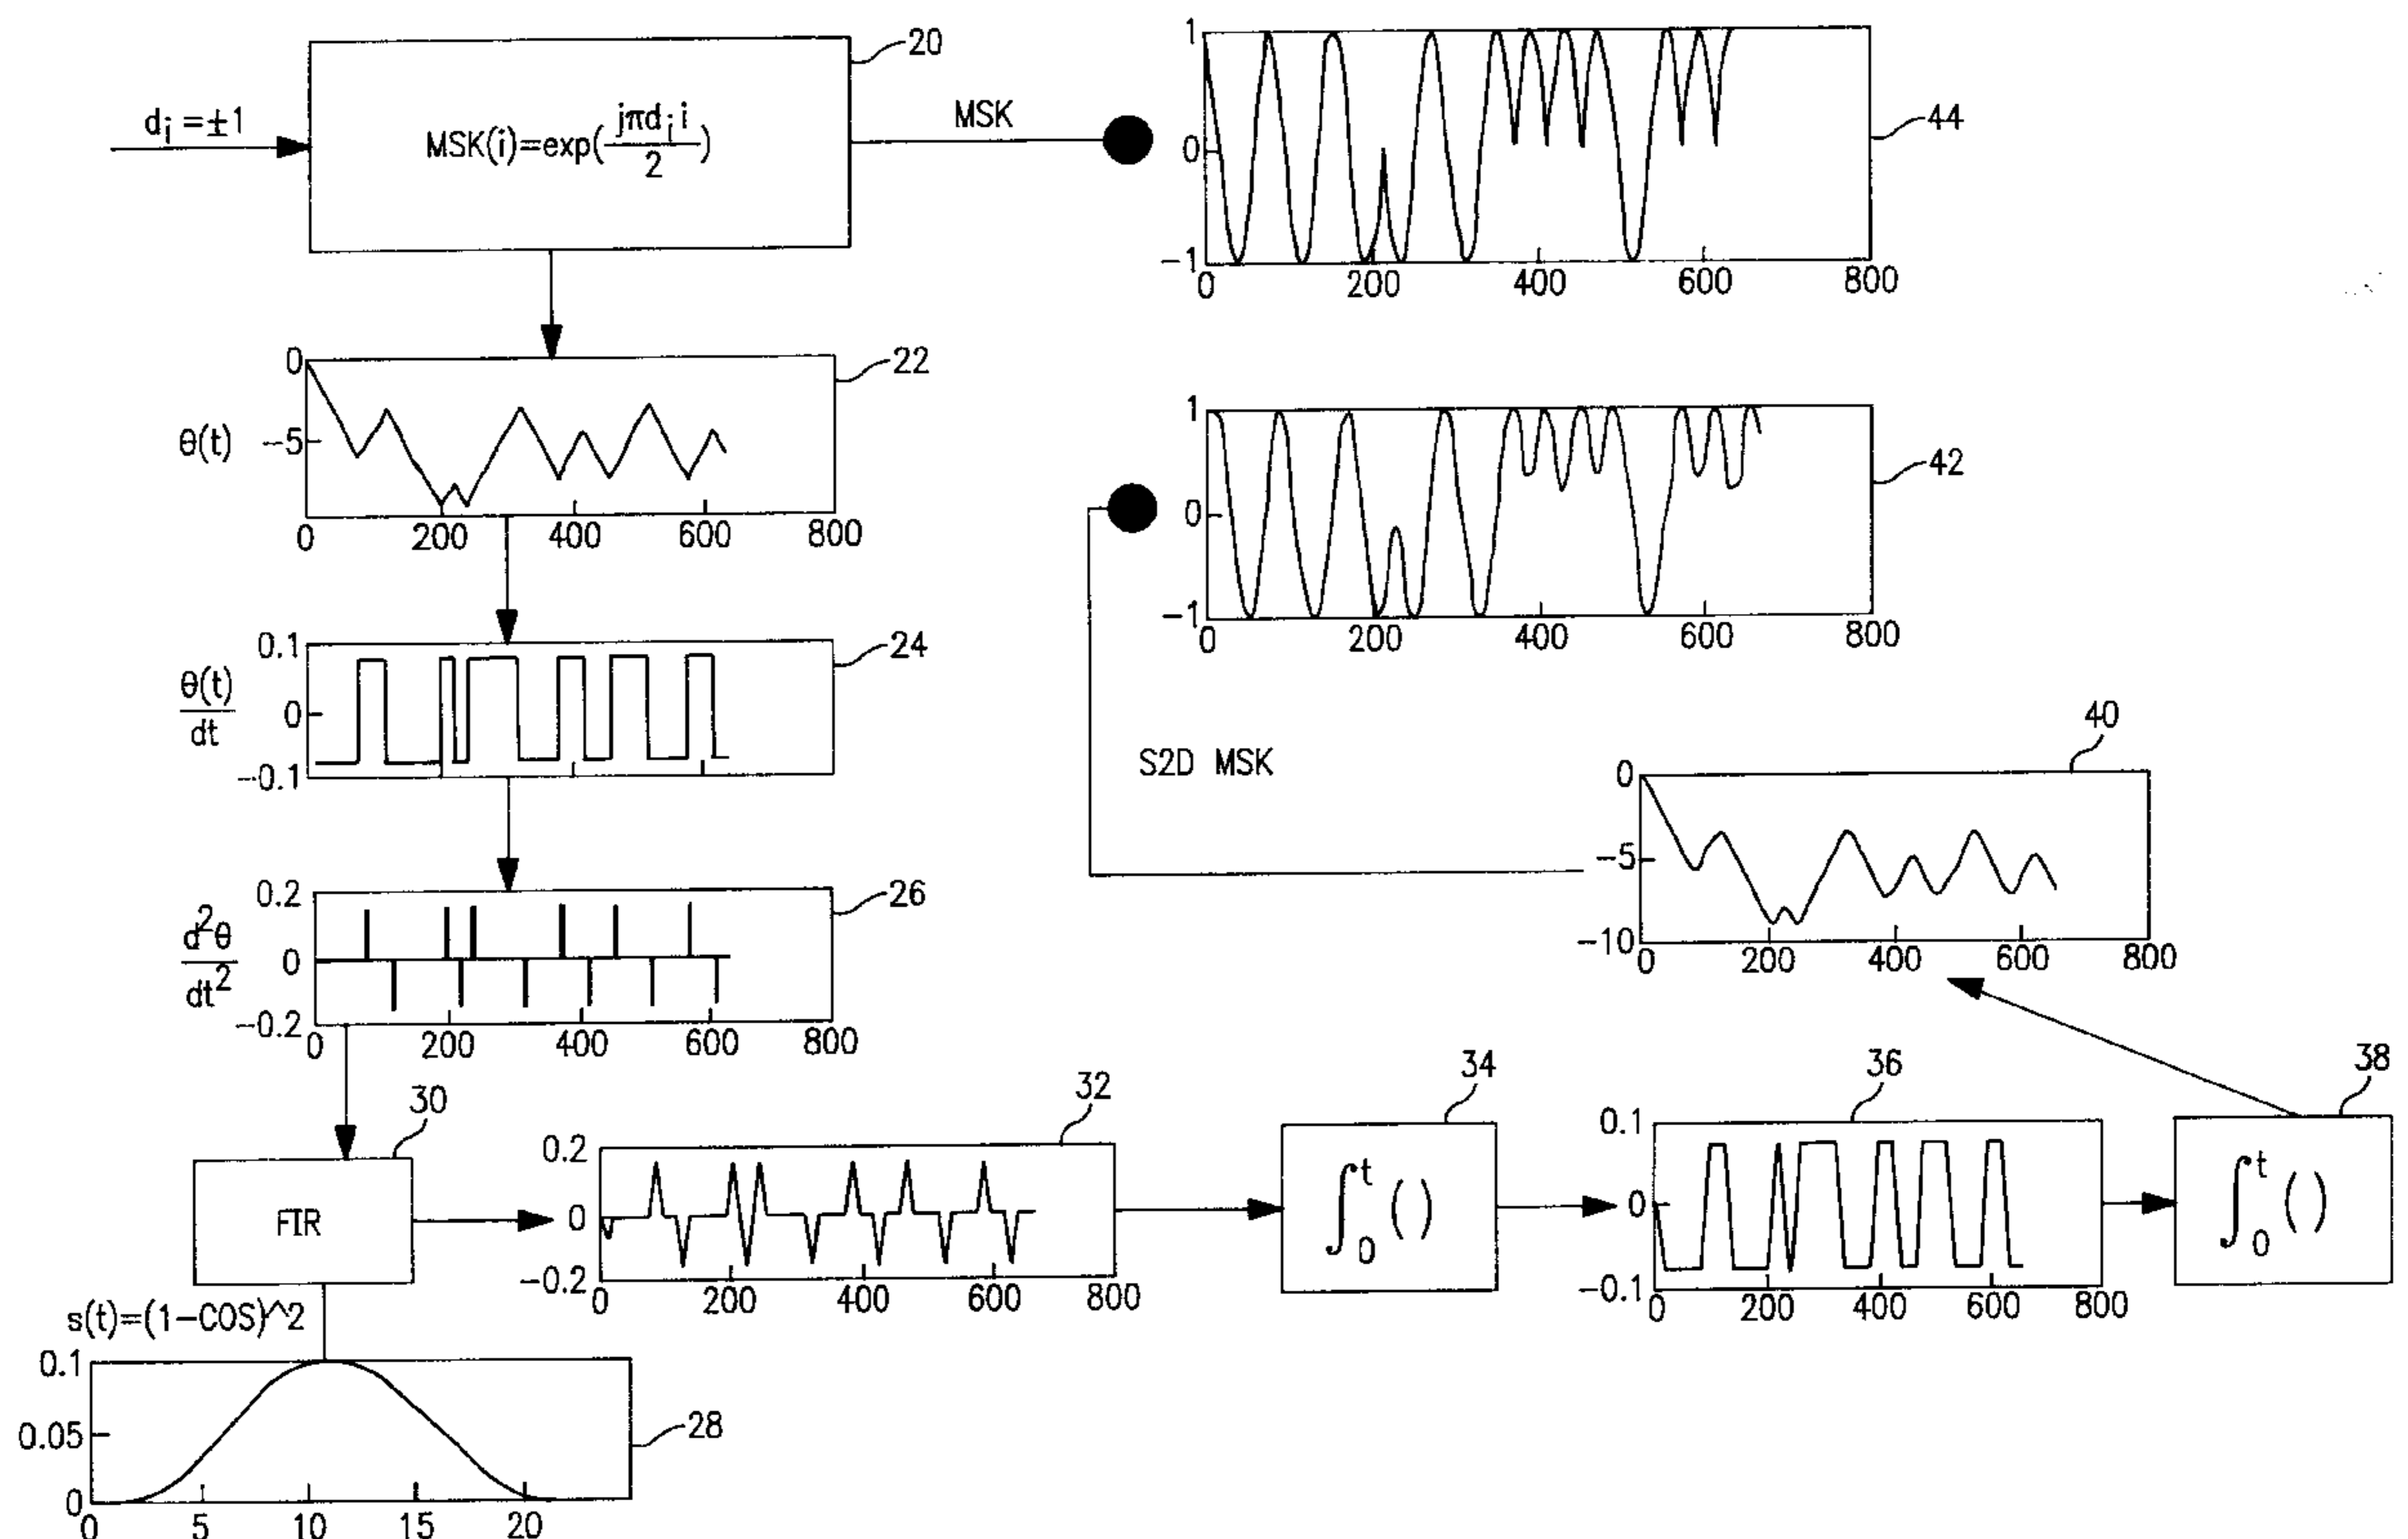 20
d_i=±1
MSK(i)=exp(jπd_i i/2)
MSK
1
0
-1
0 200 400 600 800
44
0
θ(t) -5
0 200 400 600 800
22
1
0
-1
0 200 400 600 800
42
0.1
θ(t)/dt 0
-0.1
24
S2D MSK
40
0
-5
-10
0 200 400 600 800
0.2
d²θ/dt² 0
-0.2
0 200 400 600 800
26
30
FIR
32
0.2
0
-0.2
0 200 400 600 800
34
∫_0^t ( )
36
0.1
0
-0.1
0 200 400 600 800
38
∫_0^t ( )
s(t)=(1-COS)^2
0.1
0.05
0
0 5 10 15 20
28